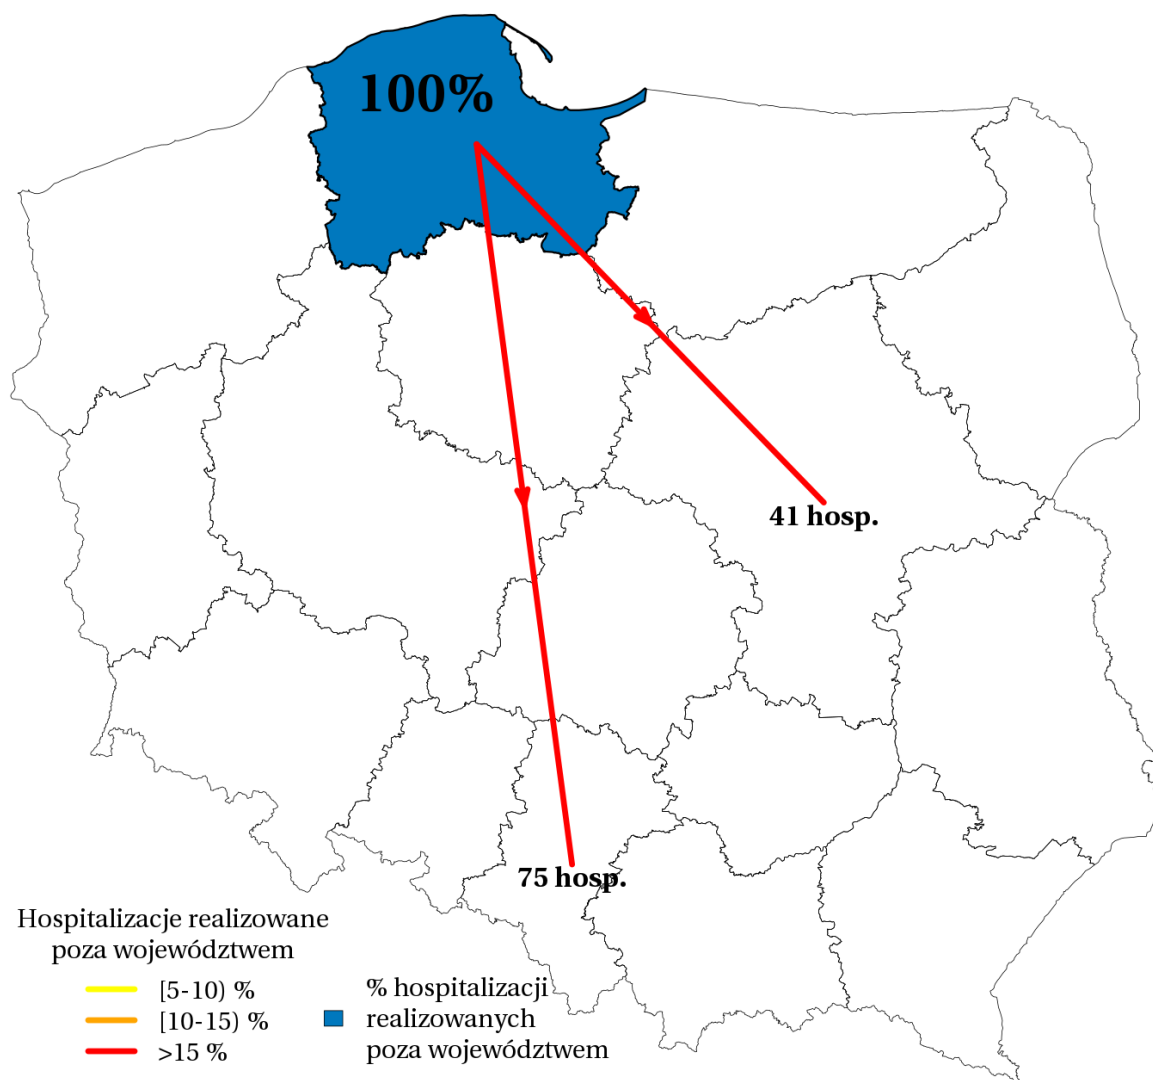 100%
41 hosp.
75 hosp.
Hospitalizacje realizowane
poza województwem
[5-10) %
[10-15) %
>15 %
% hospitalizacji
realizowanych
poza województwem